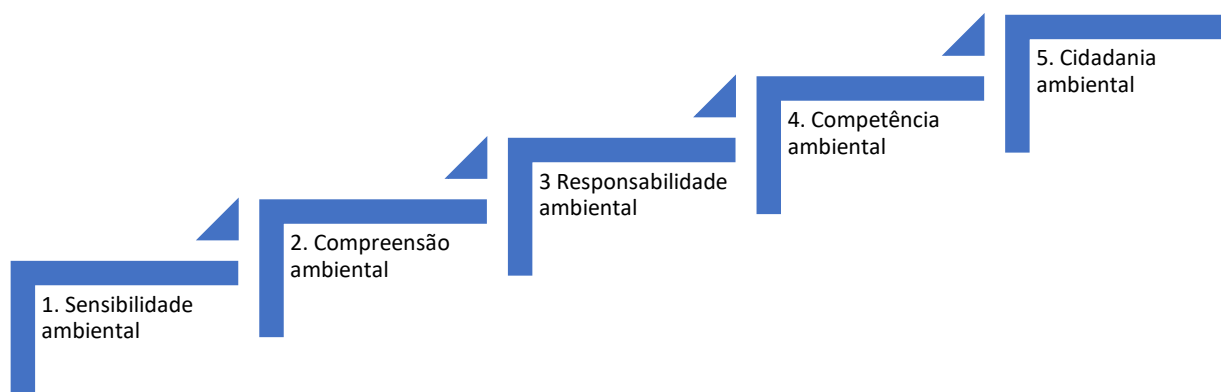 1. Sensibilidade
ambiental
2. Compreensão
ambiental
3 Responsabilidade
ambiental
4. Competência
ambiental
5. Cidadania
ambiental